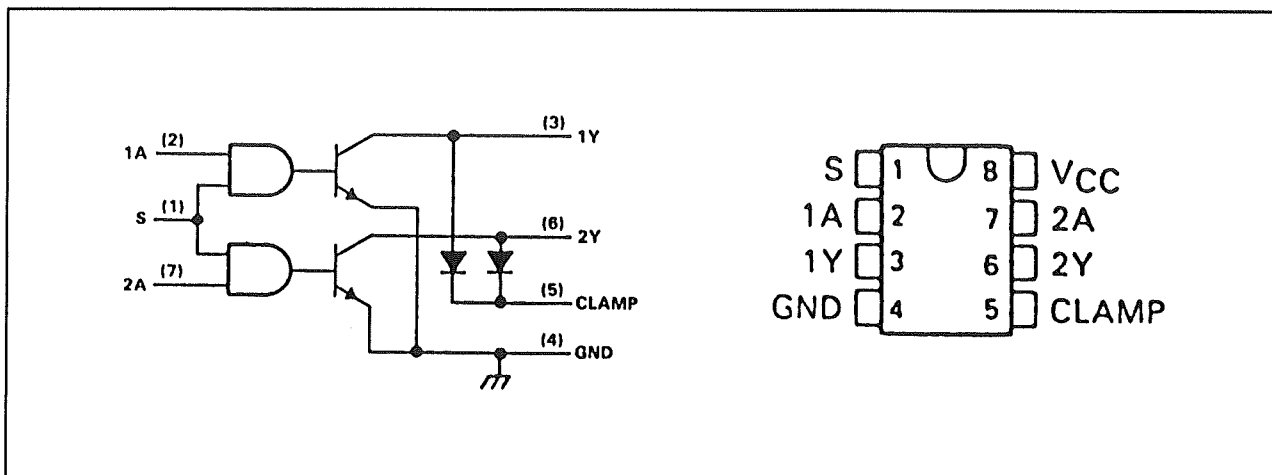 (3) 1Y
1A (2)
S (1)
(6) 2Y
2A (7)
(5) CLAMP
(4) GND
S 1 8 VCC
1A 2 7 2A
1Y 3 6 2Y
GND 4 5 CLAMP